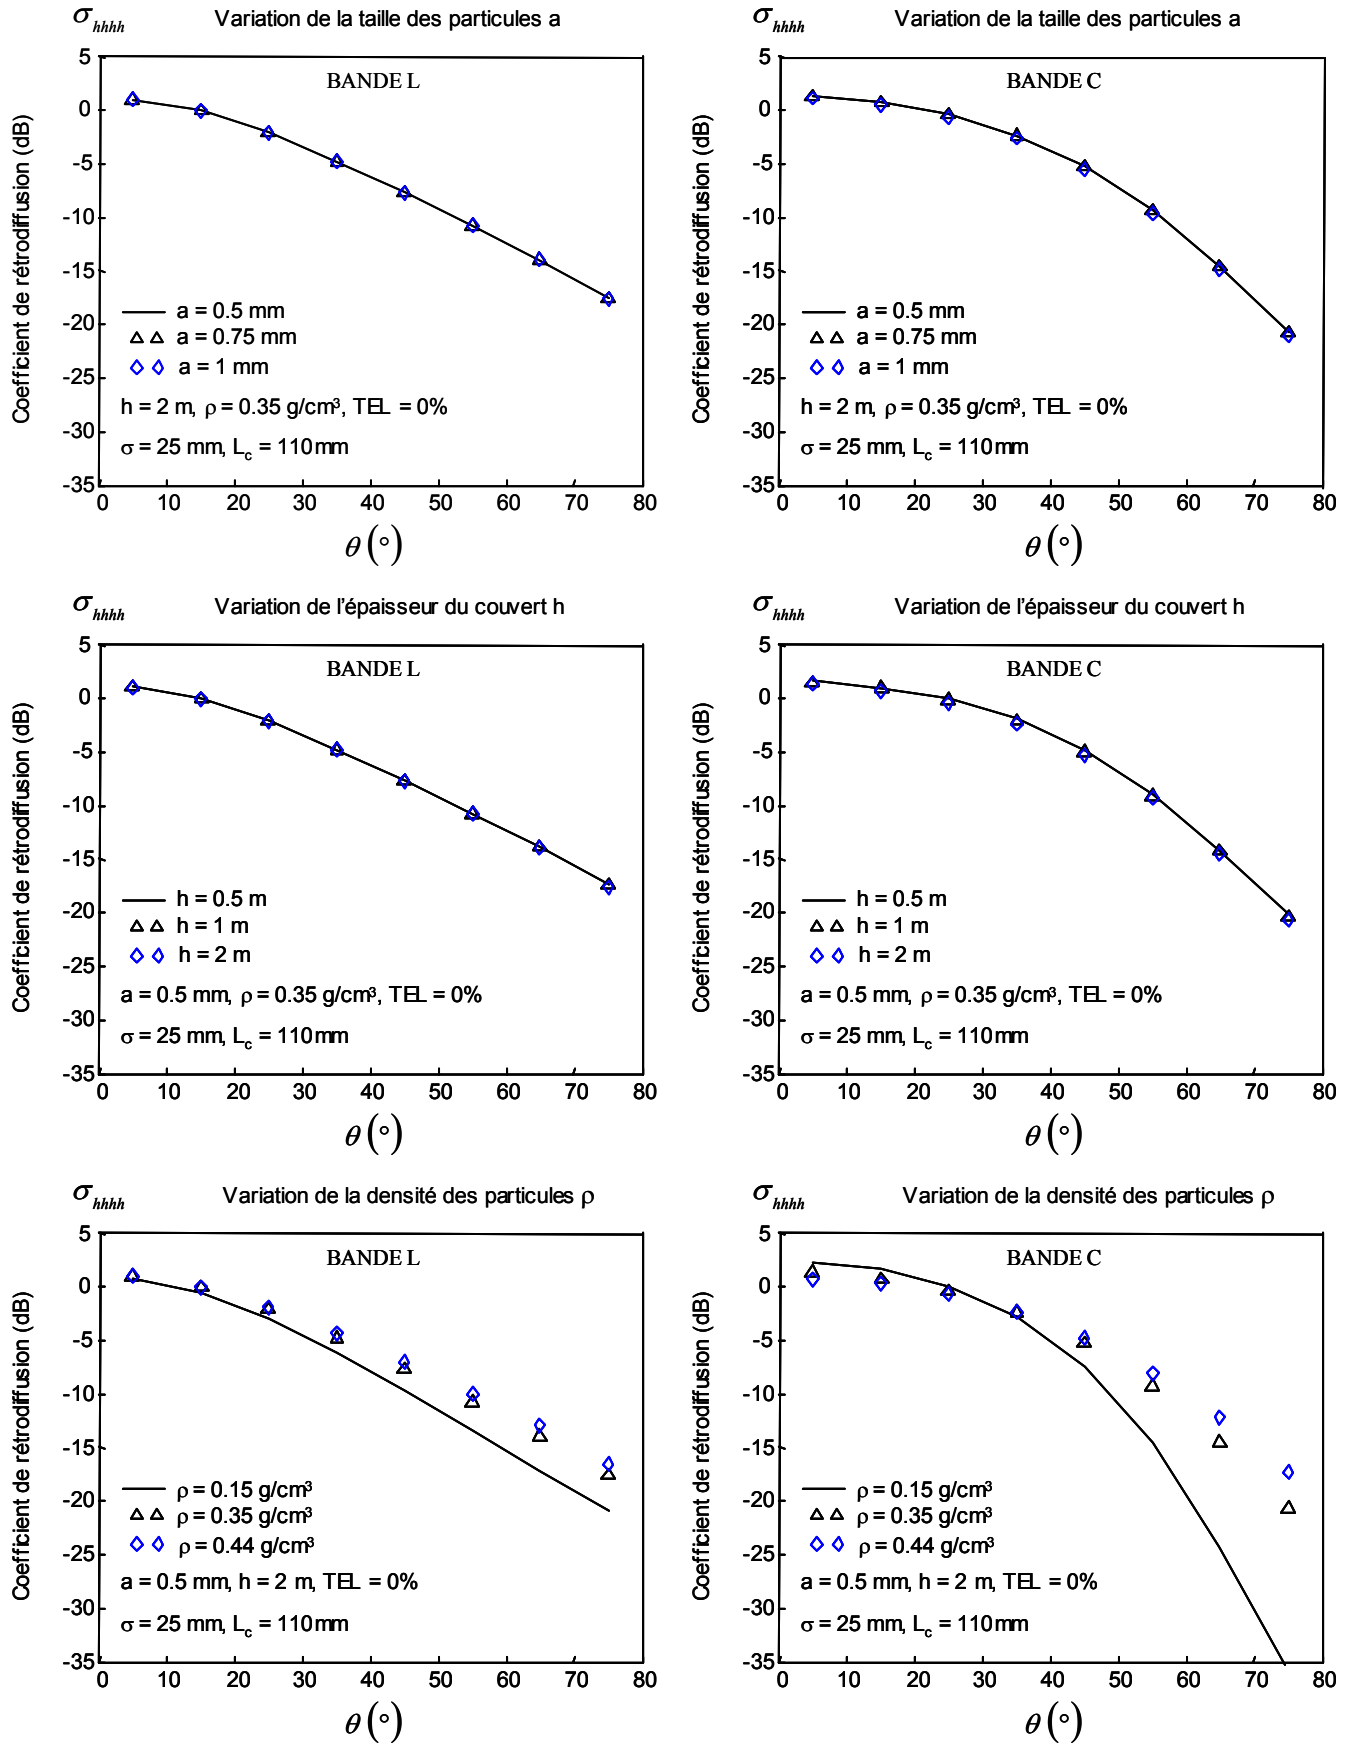 σhhhh Variation de la taille des particules a
BANDE L
Coefficient de rétrodiffusion (dB)
5
0
-5
-10
-15
-20
-25
-30
-35
a = 0.5 mm
a = 0.75 mm
a = 1 mm
h = 2 m, ρ = 0.35 g/cm³, TEL = 0%
σ = 25 mm, Lc = 110 mm
0 10 20 30 40 50 60 70 80
θ (°)
σhhhh Variation de la taille des particules a
BANDE C
Coefficient de rétrodiffusion (dB)
5
0
-5
-10
-15
-20
-25
-30
-35
a = 0.5 mm
a = 0.75 mm
a = 1 mm
h = 2 m, ρ = 0.35 g/cm³, TEL = 0%
σ = 25 mm, Lc = 110 mm
0 10 20 30 40 50 60 70 80
θ (°)
σhhhh Variation de l'épaisseur du couvert h
BANDE L
Coefficient de rétrodiffusion (dB)
5
0
-5
-10
-15
-20
-25
-30
-35
h = 0.5 m
h = 1 m
h = 2 m
a = 0.5 mm, ρ = 0.35 g/cm³, TEL = 0%
σ = 25 mm, Lc = 110 mm
0 10 20 30 40 50 60 70 80
θ (°)
σhhhh Variation de l'épaisseur du couvert h
BANDE C
Coefficient de rétrodiffusion (dB)
5
0
-5
-10
-15
-20
-25
-30
-35
h = 0.5 m
h = 1 m
h = 2 m
a = 0.5 mm, ρ = 0.35 g/cm³, TEL = 0%
σ = 25 mm, Lc = 110 mm
0 10 20 30 40 50 60 70 80
θ (°)
σhhhh Variation de la densité des particules ρ
BANDE L
Coefficient de rétrodiffusion (dB)
5
0
-5
-10
-15
-20
-25
-30
-35
ρ = 0.15 g/cm³
ρ = 0.35 g/cm³
ρ = 0.44 g/cm³
a = 0.5 mm, h = 2 m, TEL = 0%
σ = 25 mm, Lc = 110 mm
0 10 20 30 40 50 60 70 80
θ (°)
σhhhh Variation de la densité des particules ρ
BANDE C
Coefficient de rétrodiffusion (dB)
5
0
-5
-10
-15
-20
-25
-30
-35
ρ = 0.15 g/cm³
ρ = 0.35 g/cm³
ρ = 0.44 g/cm³
a = 0.5 mm, h = 2 m, TEL = 0%
σ = 25 mm, Lc = 110 mm
0 10 20 30 40 50 60 70 80
θ (°)